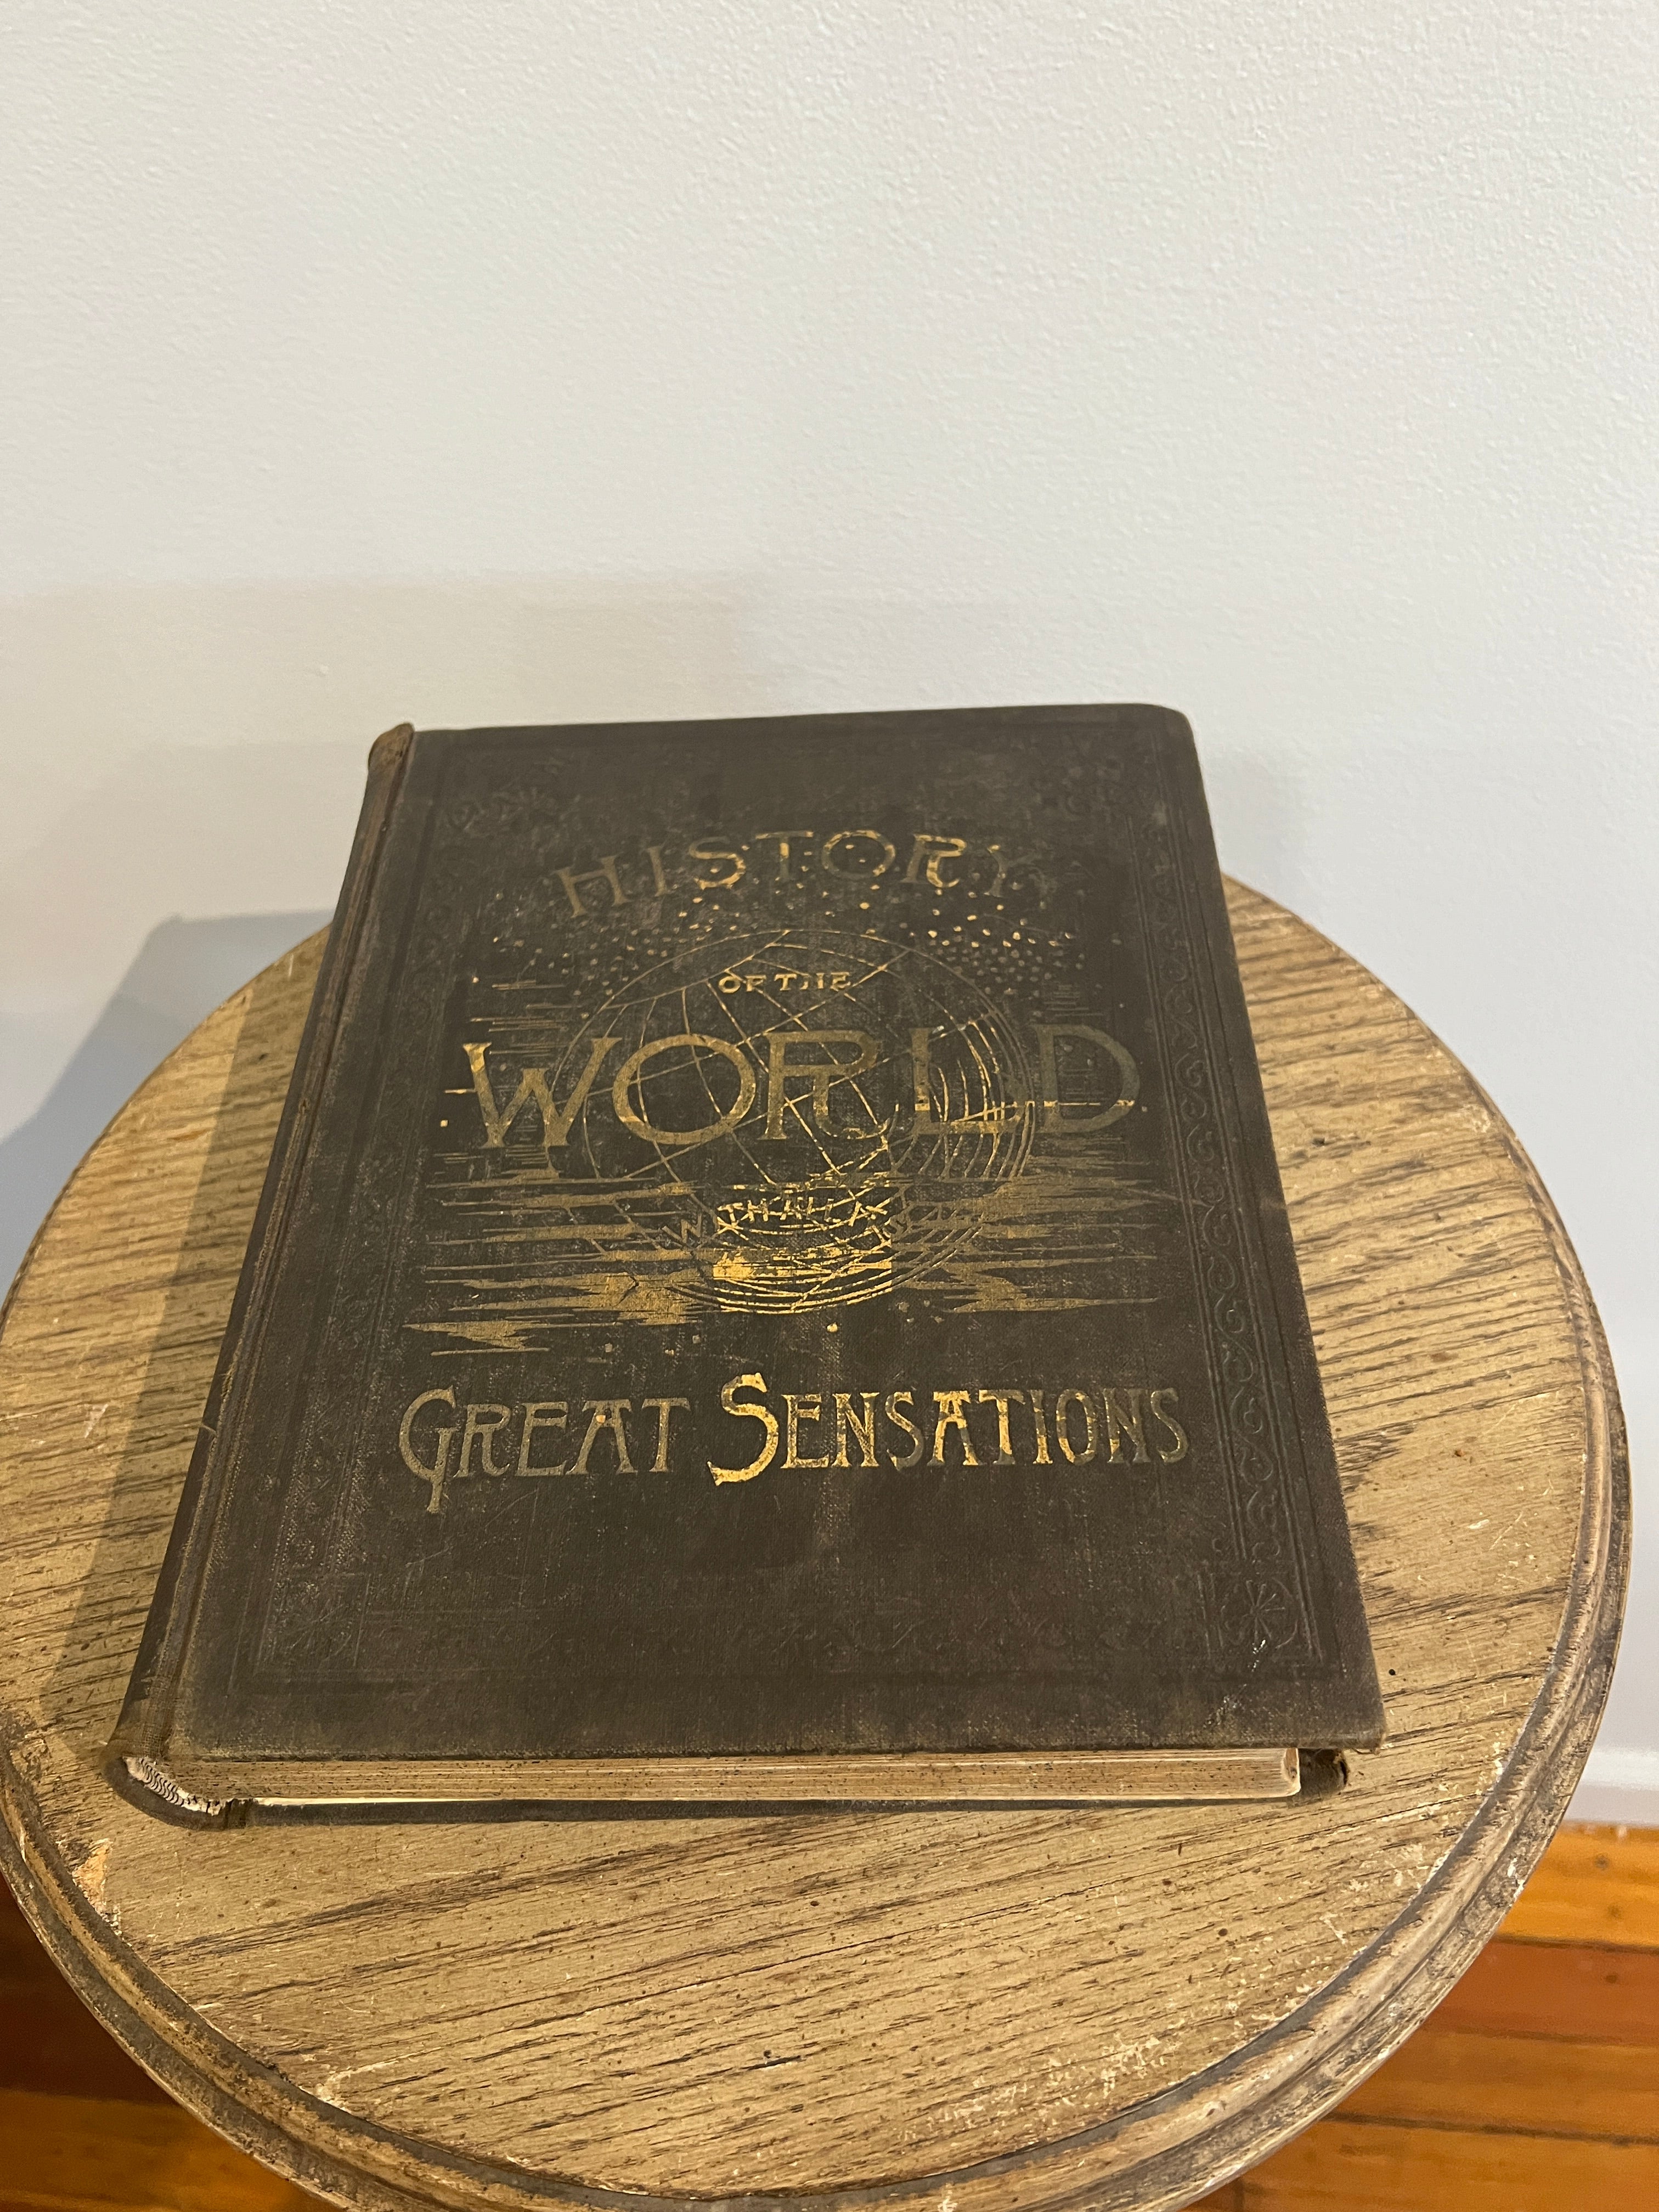 HISTORY
OF THE
WORLD
WITH ALL ITS
GREAT SENSATIONS